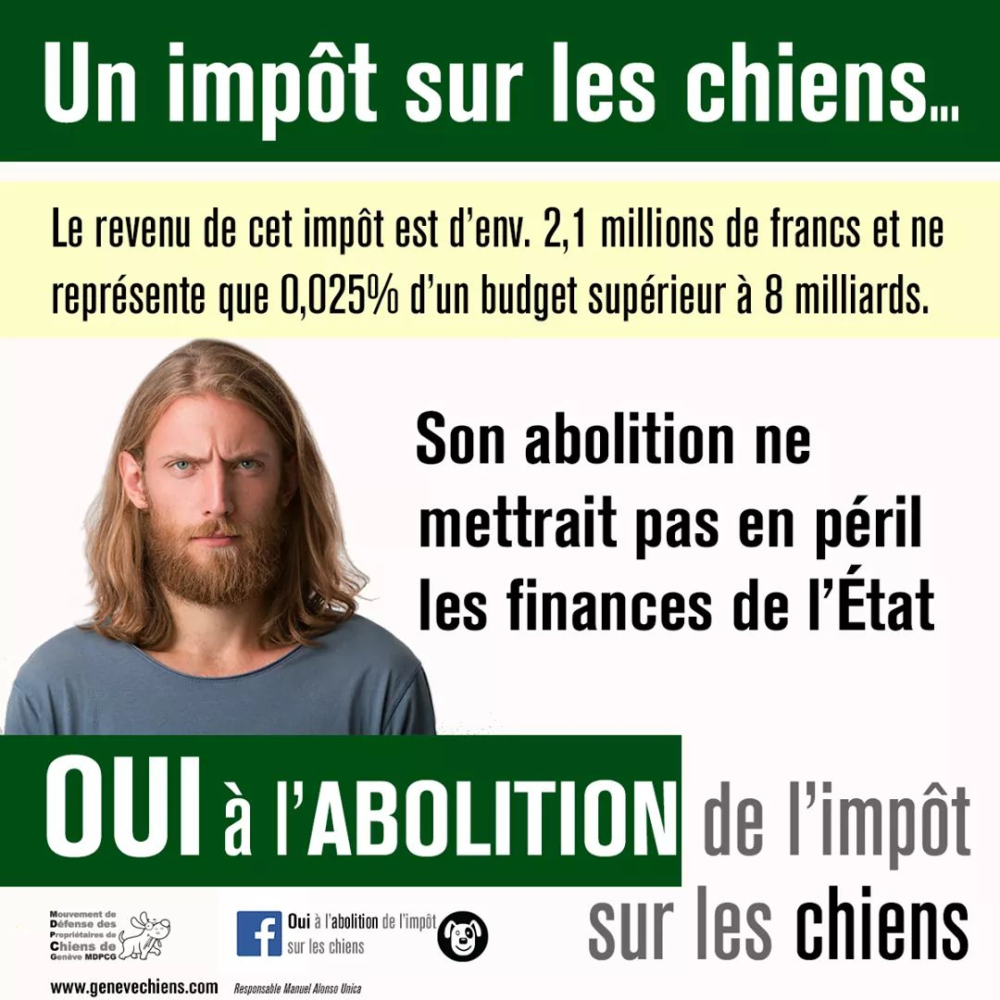 Un impôt sur les chiens...
Le revenu de cet impôt est d’env. 2,1 millions de francs et ne
représente que 0,025% d’un budget supérieur à 8 milliards.
Son abolition ne
mettrait pas en péril
les finances de l’État
OUI à l’ABOLITION de l’impôt
sur les chiens
Mouvement de
Défense des
Propriétaires de
Chiens de
Genève MDPCG
f Oui à l’abolition de l’impôt
sur les chiens
www.genevechiens.com Responsable Manuel Alonso Unica